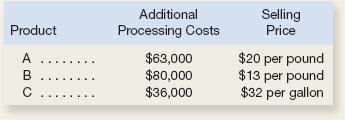 Additional Selling
Product Processing Costs Price
A ........ $63,000 $20 per pound
B ........ $80,000 $13 per pound
C ........ $36,000 $32 per gallon